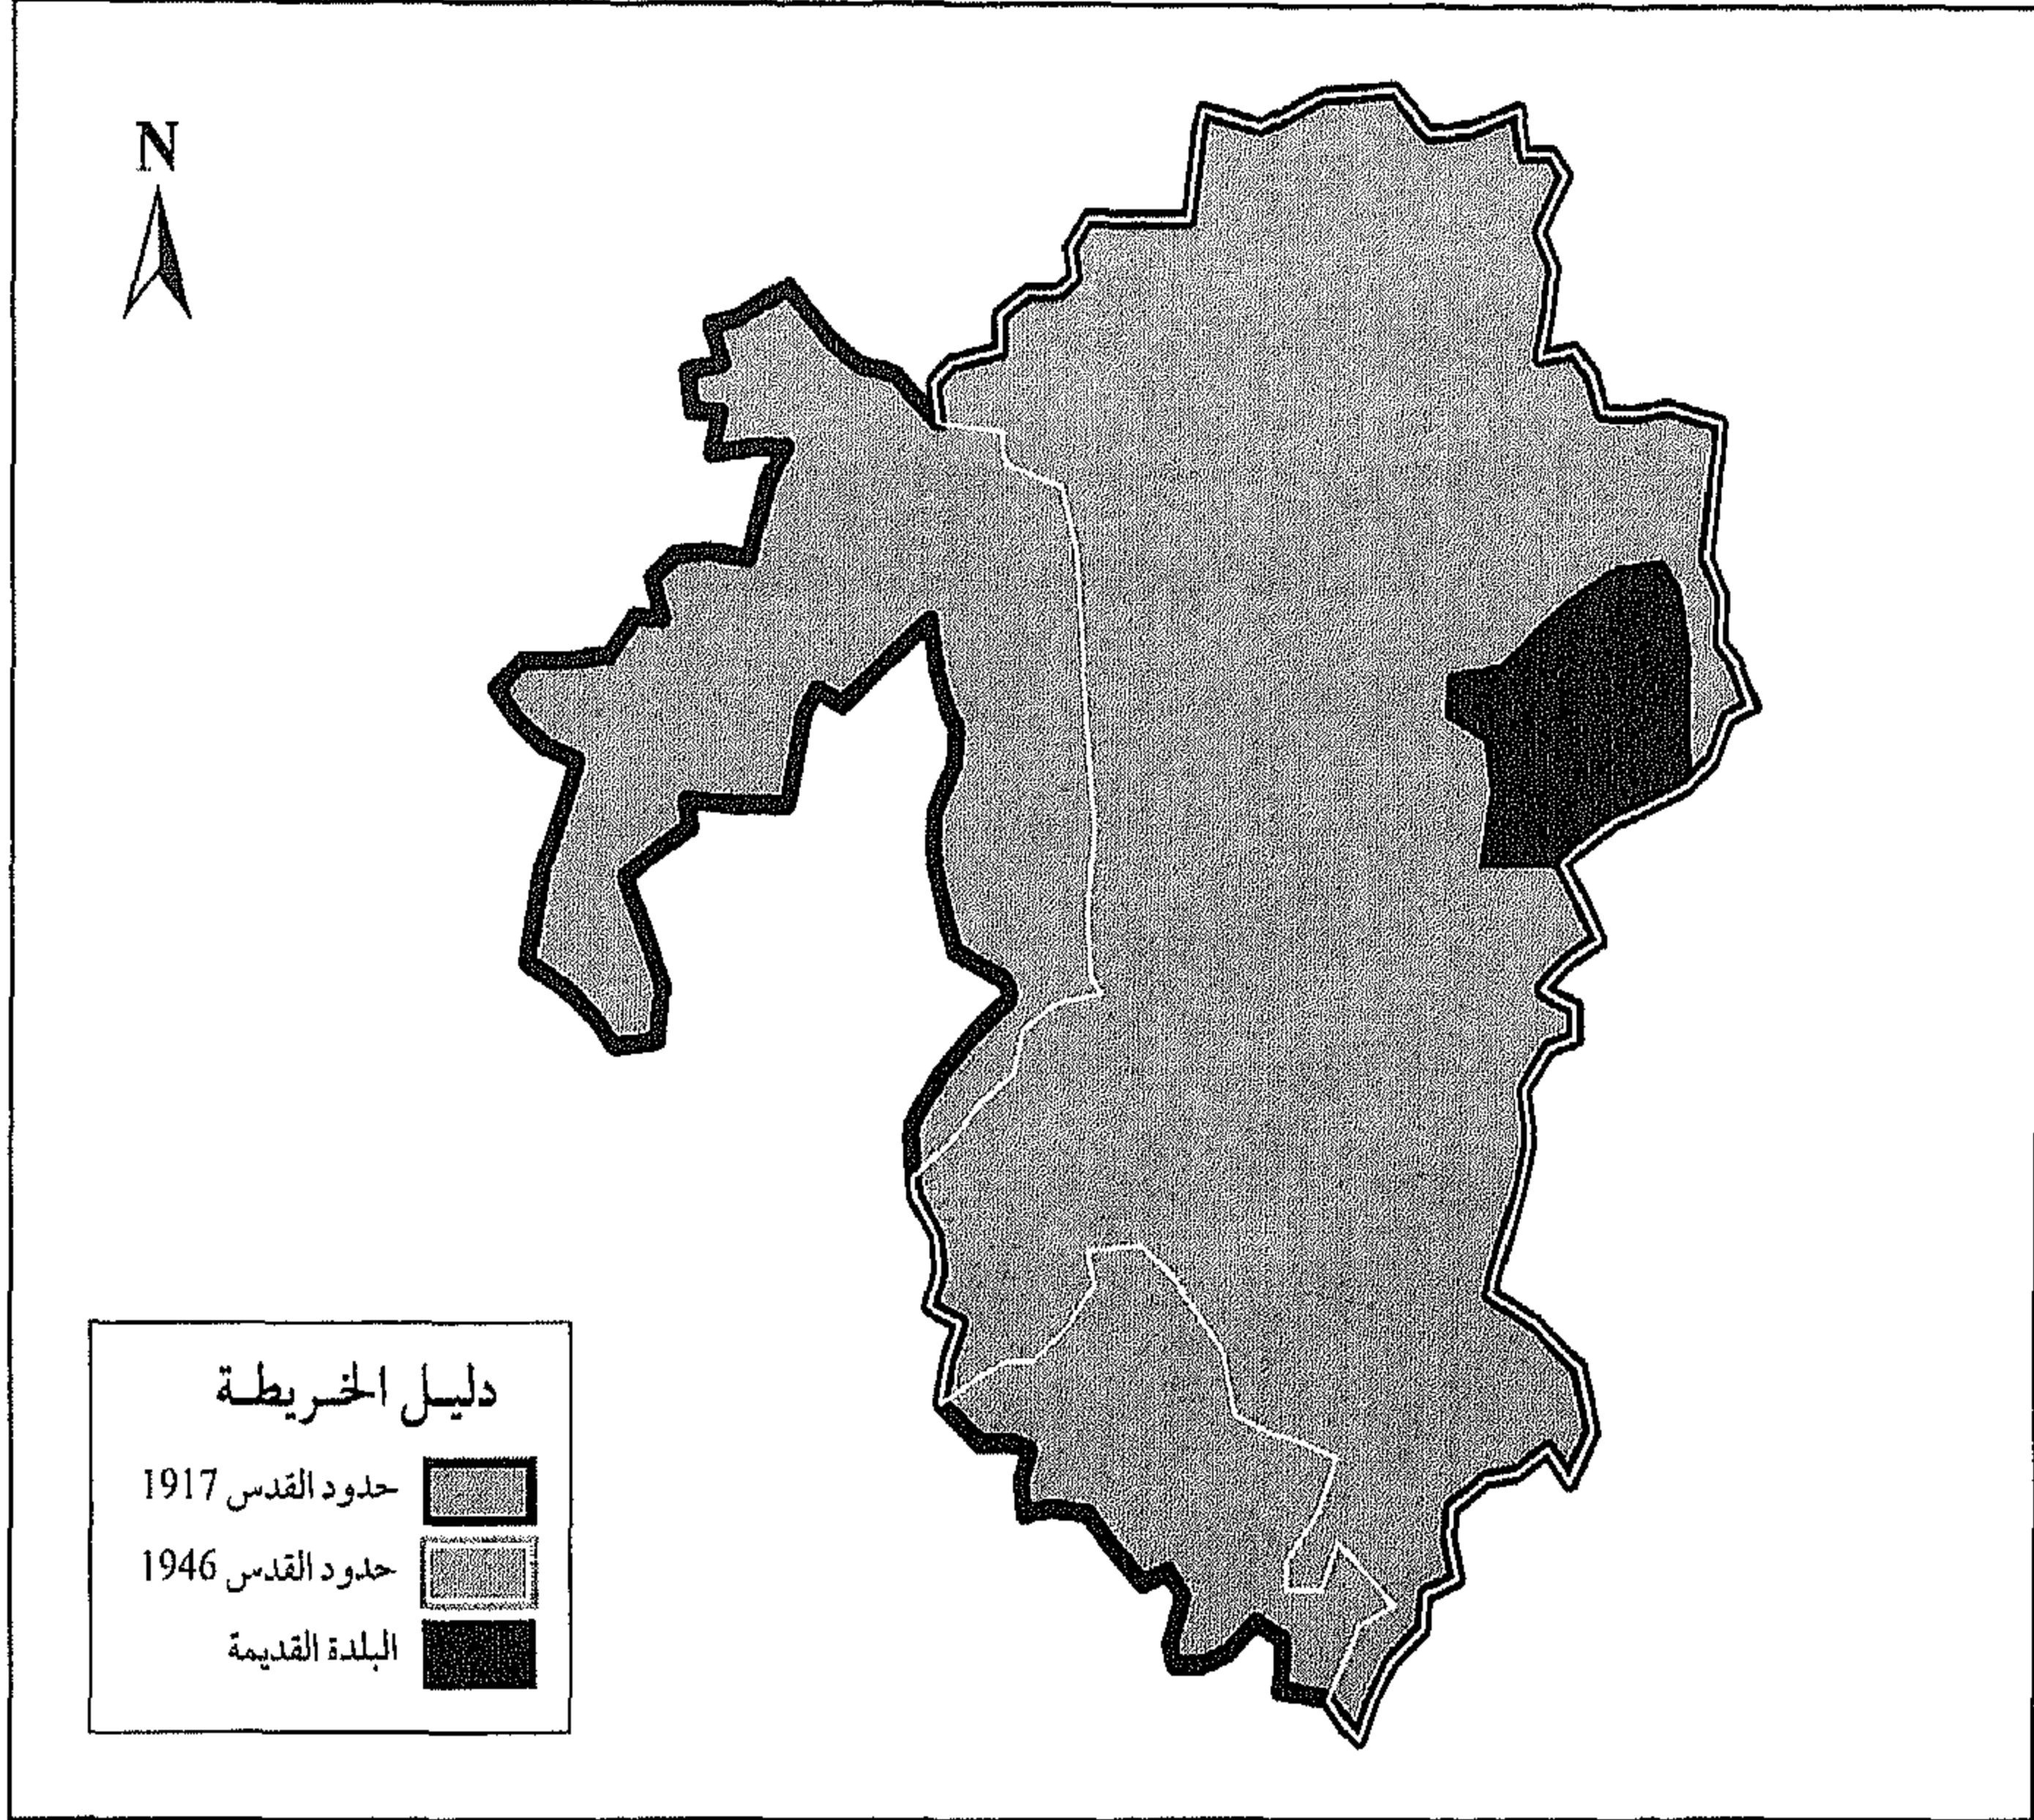 N
دليل الخريطة
حدود القدس 1917
حدود القدس 1946
البلدة القديمة